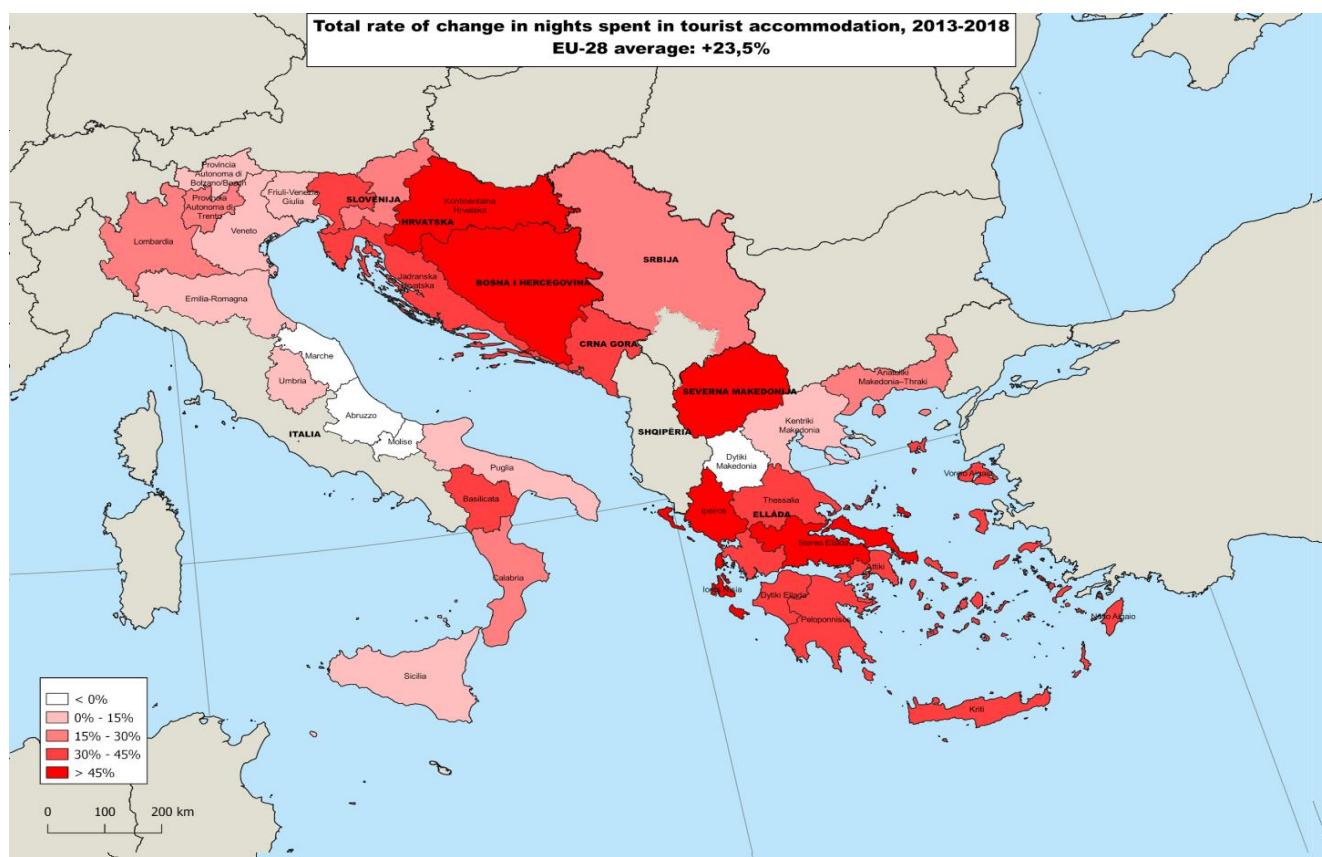 Total rate of change in nights spent in tourist accommodation, 2013-2018
EU-28 average: +23,5%
Provincia
Autonoma di
Bolzano/Bozen
Provincia
Autonoma di
Trento
Friuli-Venezia
Giulia
Veneto
Lombardia
Emilia-Romagna
SLOVENIJA
Kontinentalna
Hrvatska
HRVATSKA
Jadranska
Hrvatska
BOSNA I HERCEGOVINA
SRBIJA
CRNA GORA
Marche
Umbria
Abruzzo
Molise
ITALIA
SHQIPËRIA
SEVERNA MAKEDONIJA
Anatoliki
Makedonia-Thraki
Kentriki
Makedonia
Dytiki
Makedonia
Puglia
Basilicata
Calabria
Sicilia
Ipeiros
Thessalia
ELLÁDA
Sterea Ellada
Voreio Aigaio
Attiki
Ionia Nisia
Dytiki Ellada
Peloponnisos
Notio Aigaio
Kriti
< 0%
0% - 15%
15% - 30%
30% - 45%
> 45%
0 100 200 km